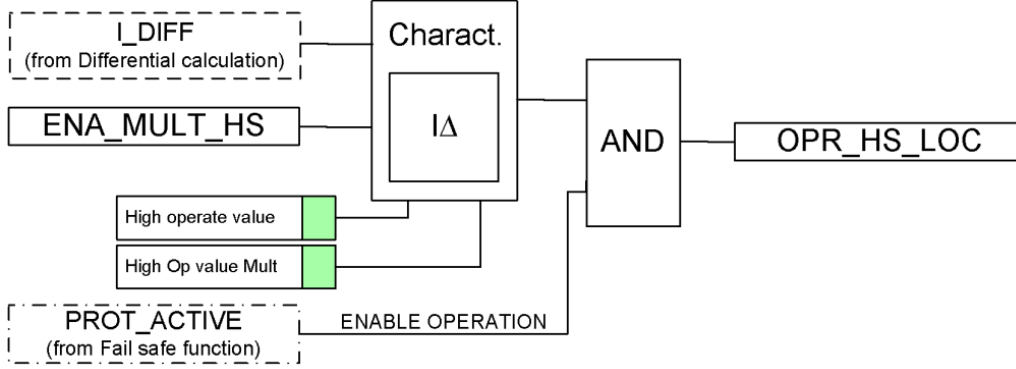 I_DIFF
(from Differential calculation)
Charact.
IΔ
ENA_MULT_HS
AND
OPR_HS_LOC
High operate value
High Op value Mult
PROT_ACTIVE
(from Fail safe function)
ENABLE OPERATION